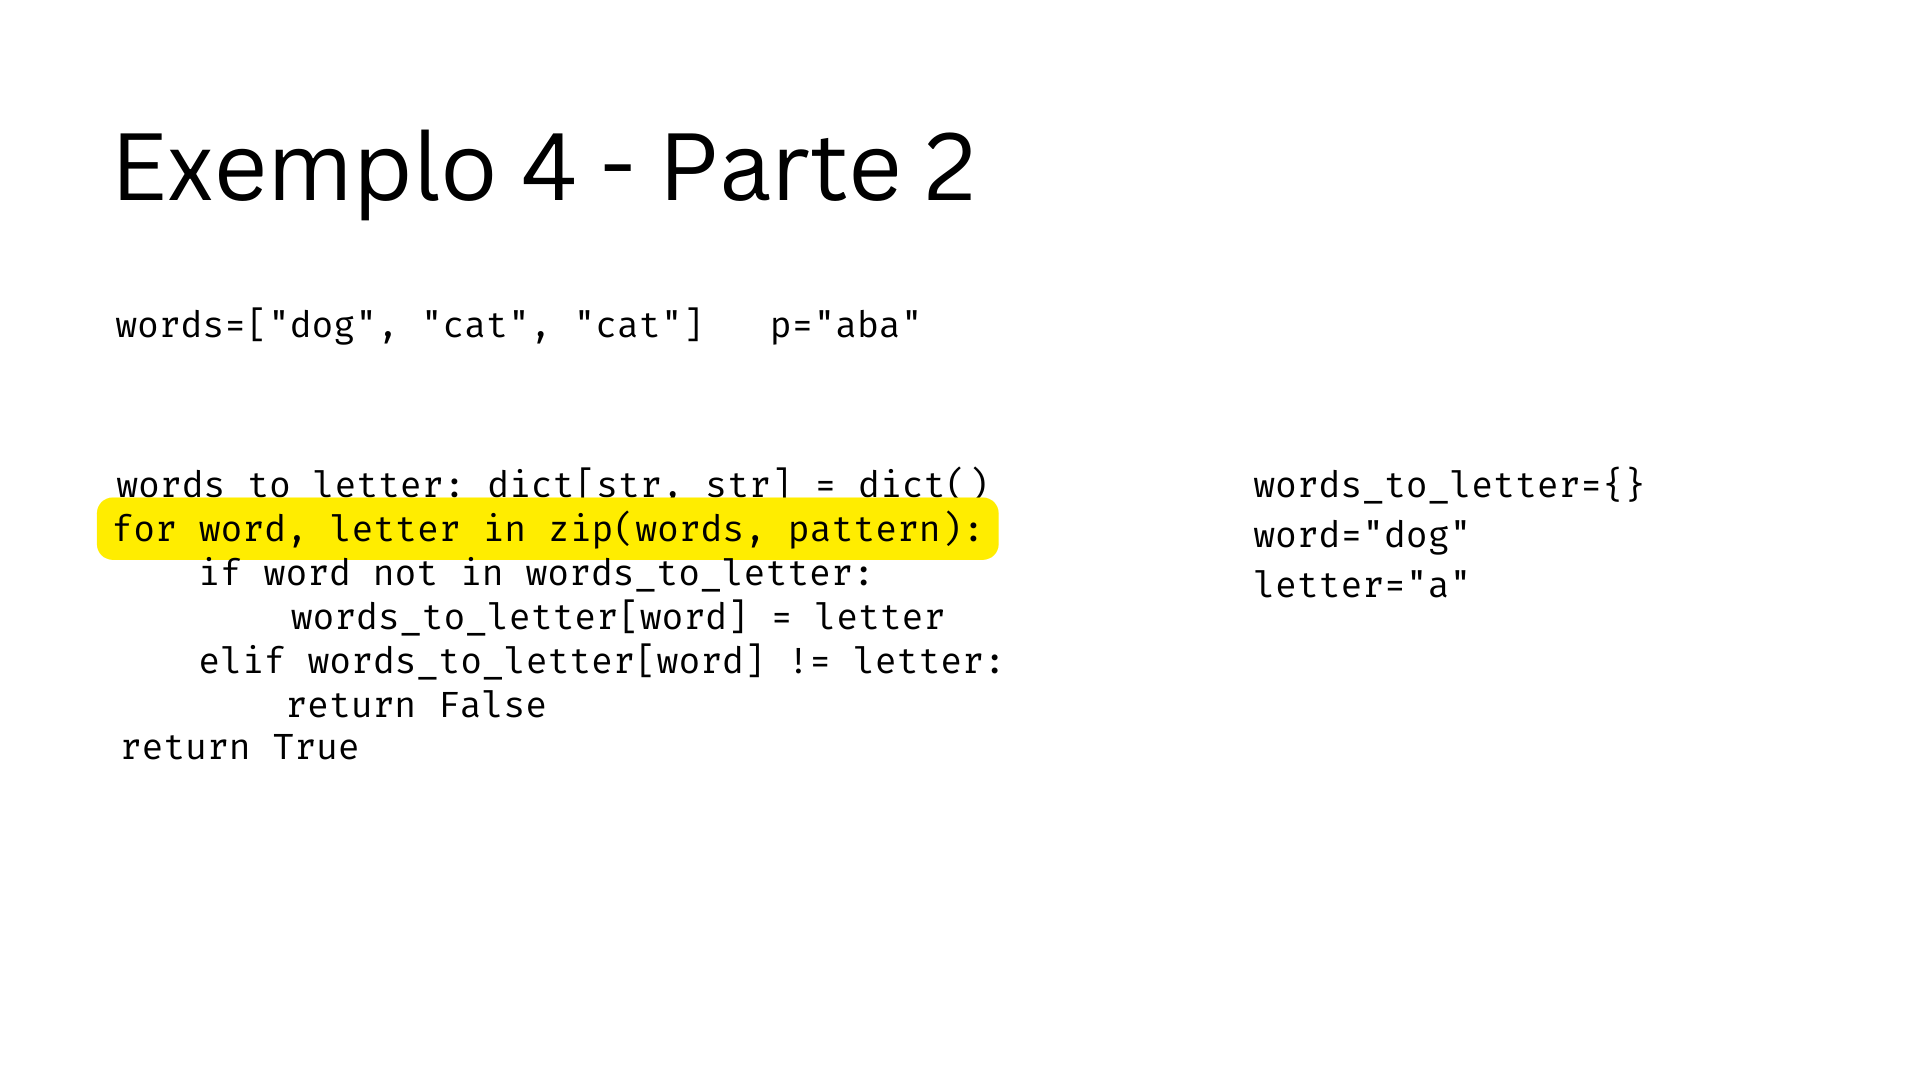 Exemplo 4 - Parte 2
words=["dog", "cat", "cat"]   p="aba"
words_to_letter: dict[str, str] = dict()
for word, letter in zip(words, pattern):
    if word not in words_to_letter:
        words_to_letter[word] = letter
    elif words_to_letter[word] != letter:
        return False
return True
words_to_letter={}
word="dog"
letter="a"